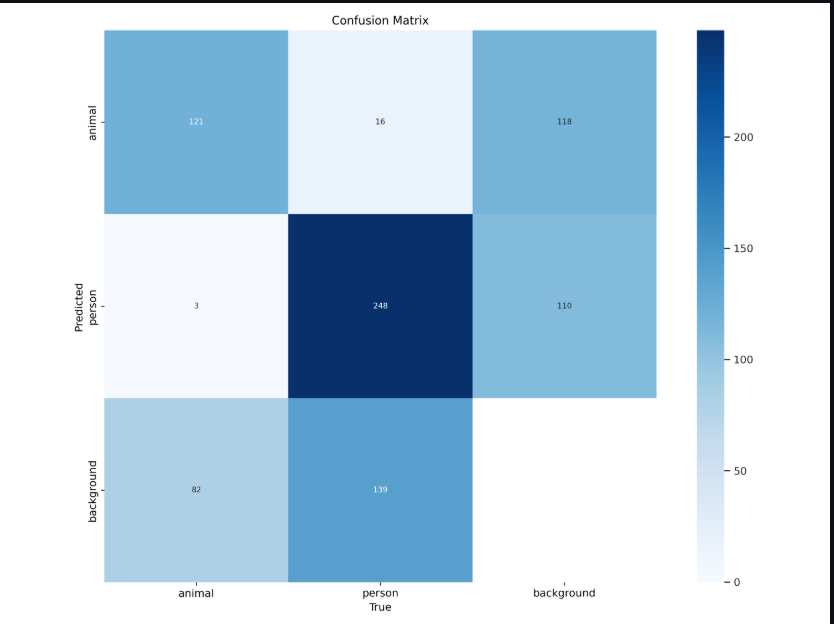 Confusion Matrix
animal
121
16
118
200
150
Predicted
person
3
248
110
100
50
background
82
139
0
animal
person
background
True